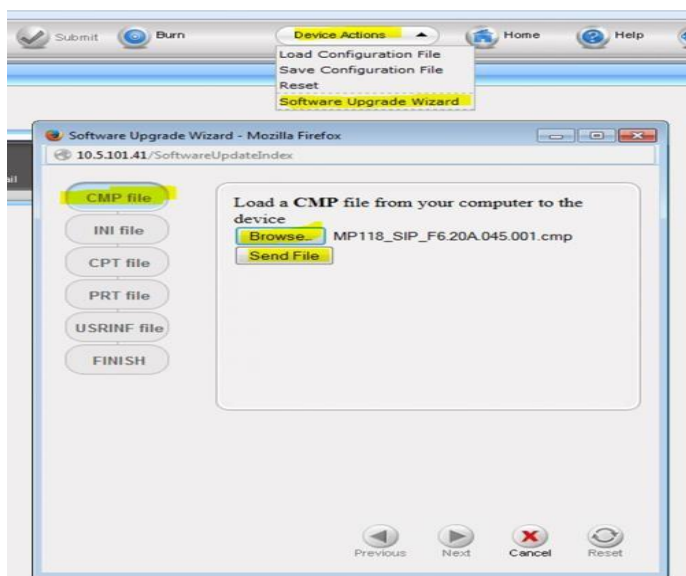 Submit Burn Device Actions Home Help
Load Configuration File
Save Configuration File
Reset
Software Upgrade Wizard
Software Upgrade Wizard - Mozilla Firefox
10.5.101.41/SoftwareUpdateIndex
CMP file
Load a CMP file from your computer to the
device
INI file
Browse... MP118_SIP_F6.20A.045.001.cmp
Send File
CPT file
PRT file
USRINF file
FINISH
Previous Next Cancel Reset